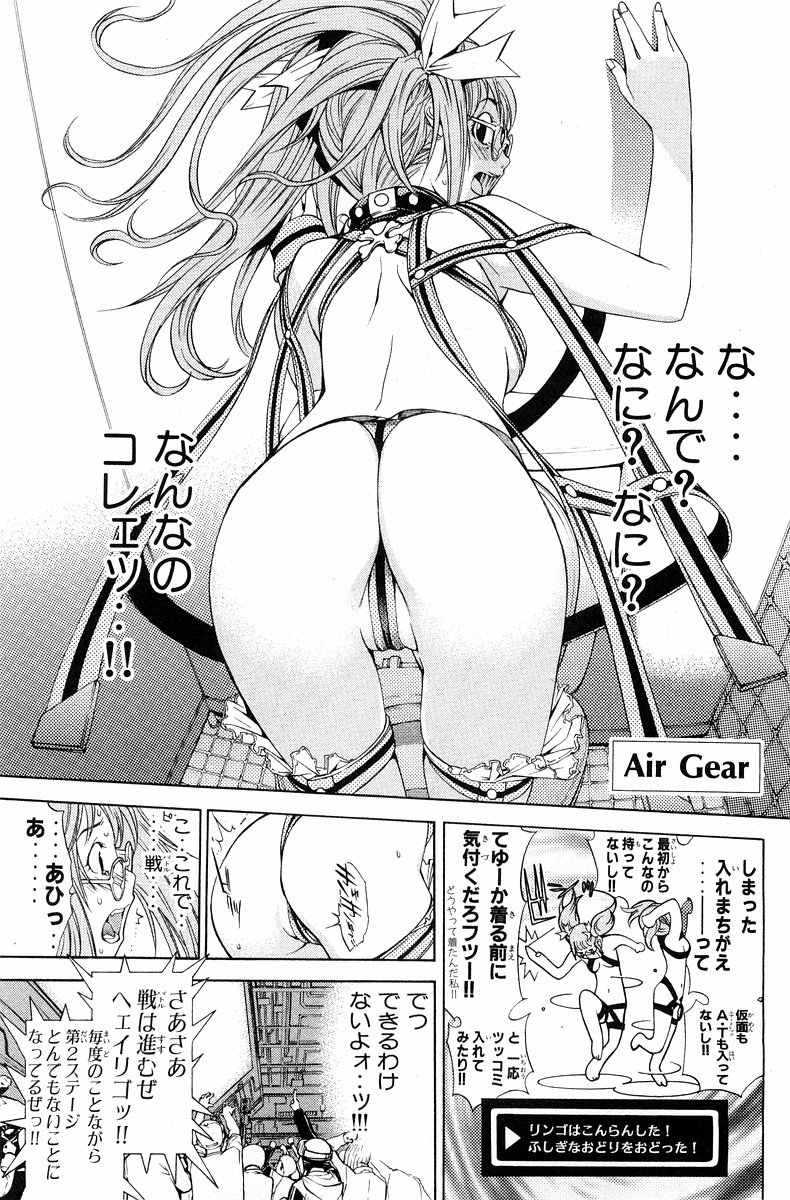 な‥‥
なんで？
なに？なに？
なんなの
コレェッ‥‥!!
Air Gear
しまった
入れまちがえ
‥‥‥‥って
最初から
こんなの
持って
ないし!!
仮面も
A・Tも入って
ないし!!
てゆーか着る前に
気付くだろフツー!!
どうやって着たんだ私!!
と一応
ツッコミ
入れて
みたり!!
リンゴはこんらんした！
ふしぎなおどりをおどった！
こ‥これで
‥‥戦‥
‥‥あひっ
あ‥‥‥
でっ
できるわけ
ないよォ‥ッ!!!
さあさあ
戦は進むぜ
ヘェイリゴッ!!
毎度のことながら
第2ステージ
とんでもないことに
なってるぜっ!!